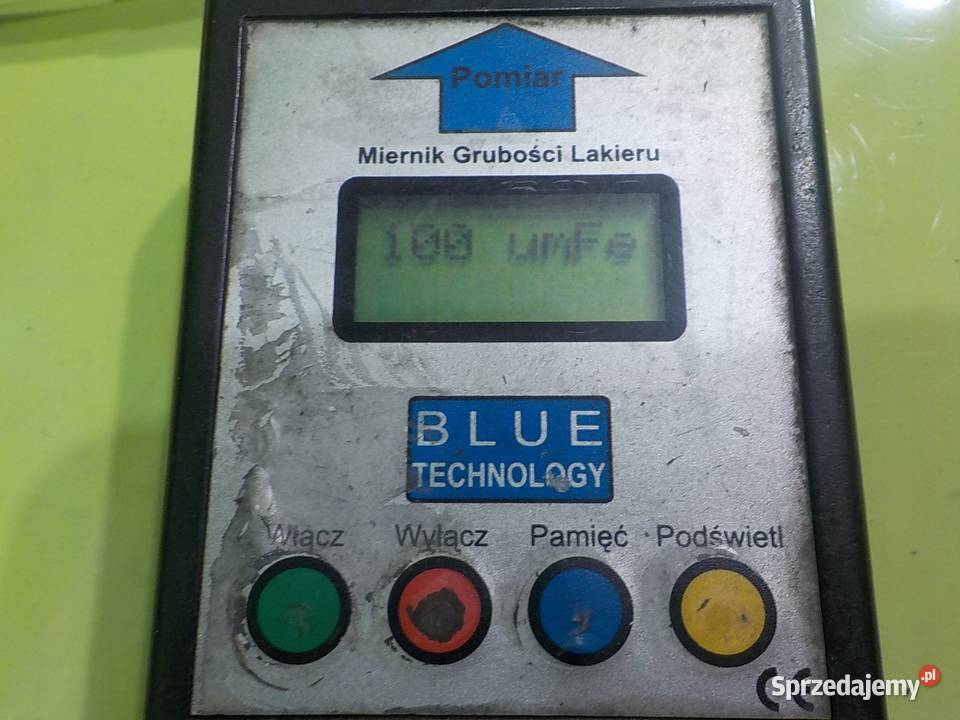 Pomiar
Miernik Grubości Lakieru
100 umFe
BLUE
TECHNOLOGY
Włącz Wyłącz Pamięć Podświetl
CE
Sprzedajemy.pl